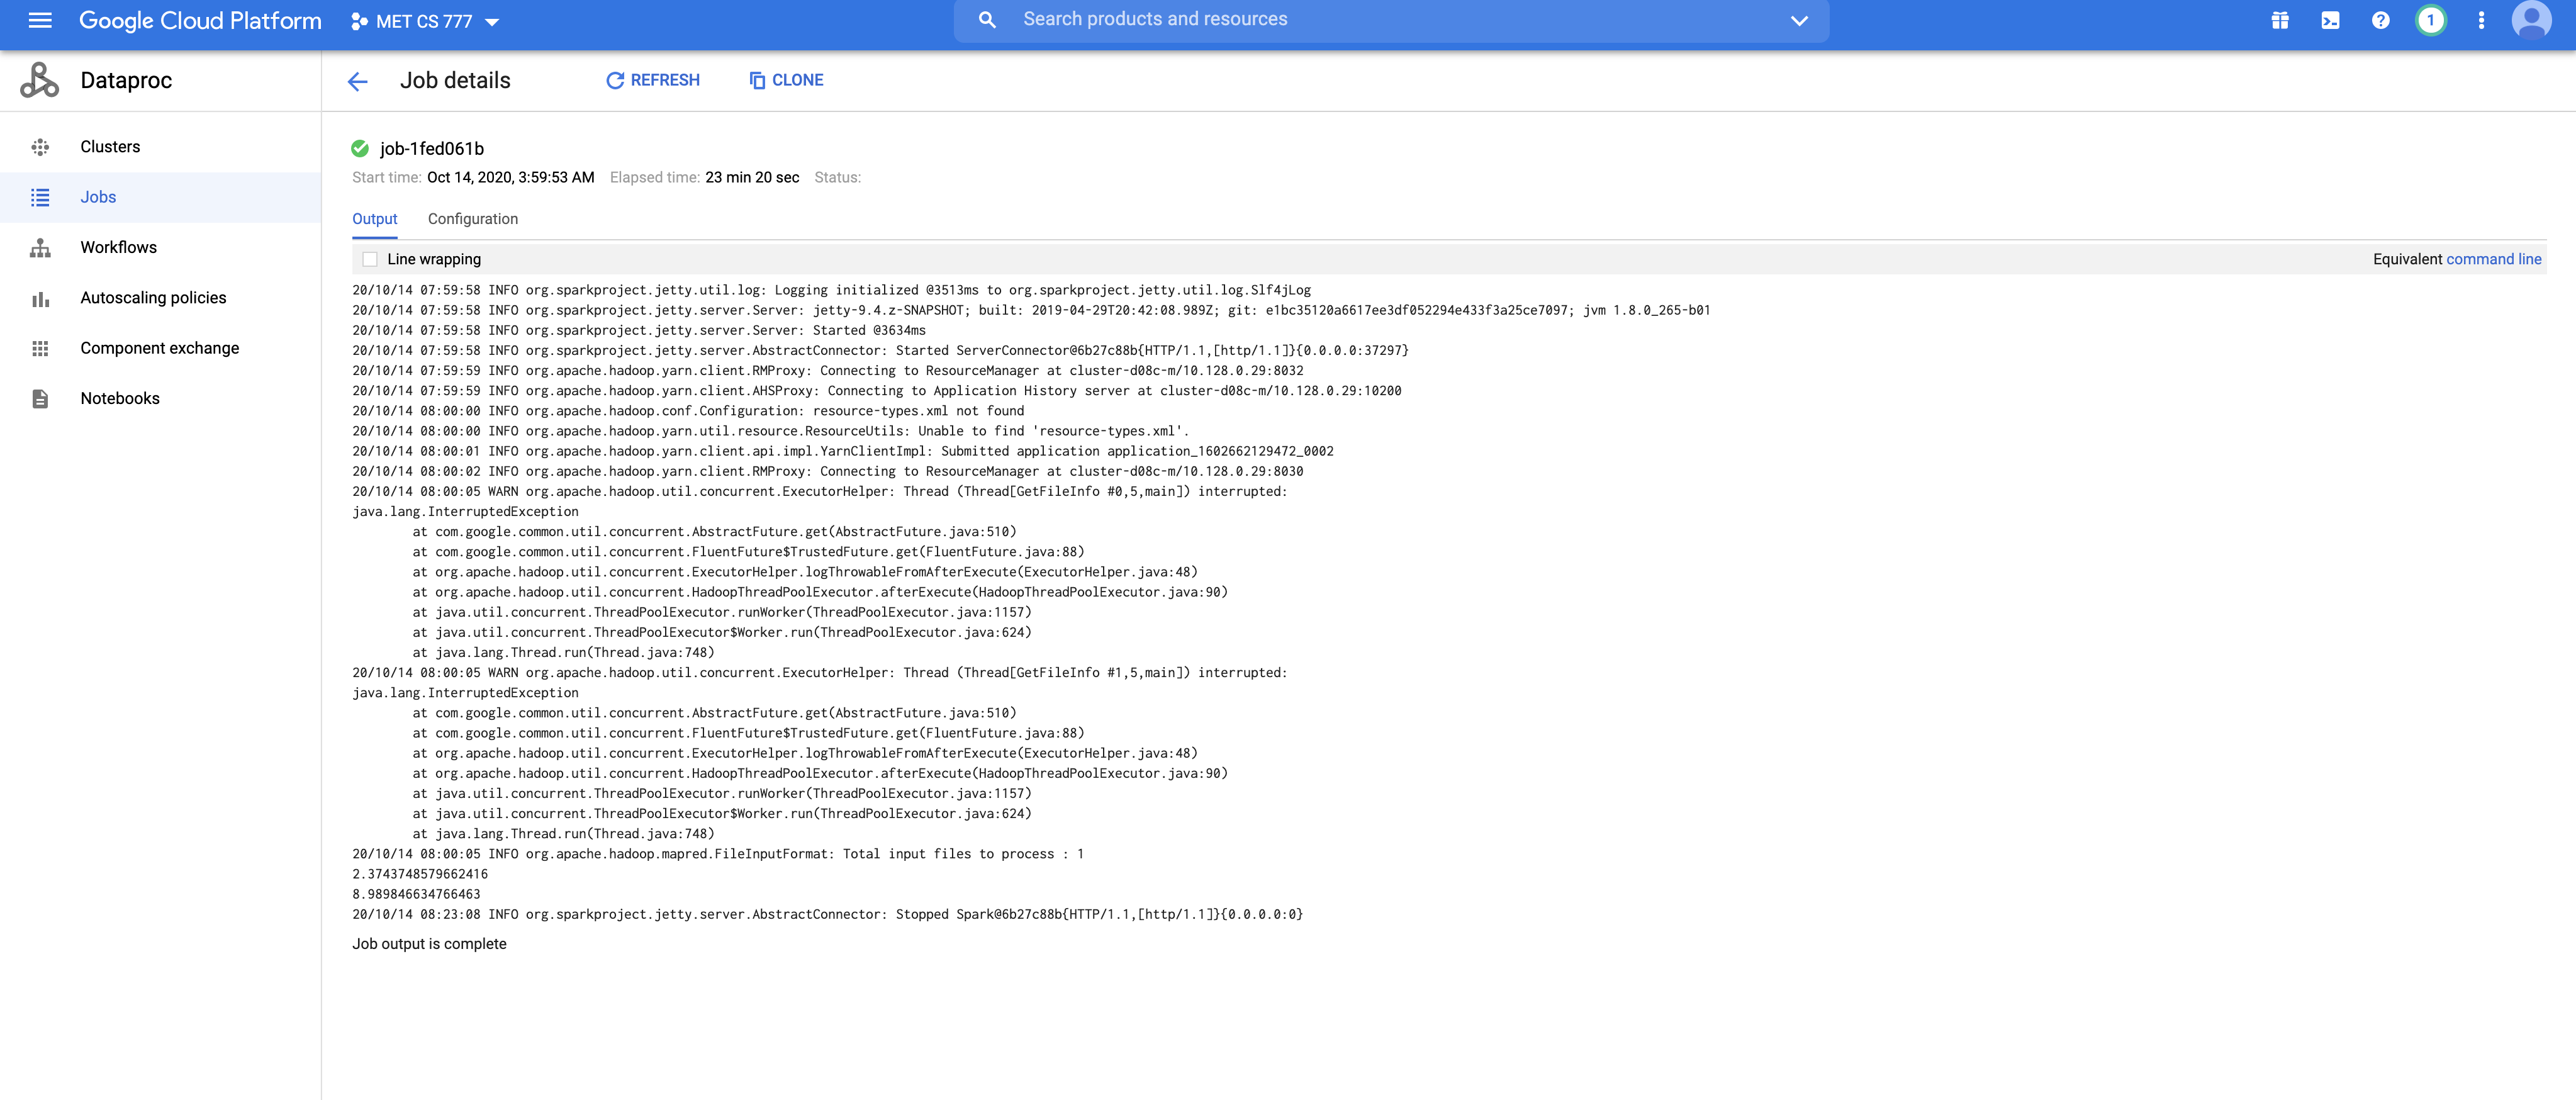 Google Cloud Platform MET CS 777 Search products and resources 1
Dataproc
Job details REFRESH CLONE
Clusters
Jobs
Workflows
Autoscaling policies
Component exchange
Notebooks
job-1fed061b
Start time: Oct 14, 2020, 3:59:53 AM Elapsed time: 23 min 20 sec Status:
Output Configuration
Line wrapping Equivalent command line
20/10/14 07:59:58 INFO org.sparkproject.jetty.util.log: Logging initialized @3513ms to org.sparkproject.jetty.util.log.Slf4jLog
20/10/14 07:59:58 INFO org.sparkproject.jetty.server.Server: jetty-9.4.z-SNAPSHOT; built: 2019-04-29T20:42:08.989Z; git: e1bc35120a6617ee3df052294e433f3a25ce7097; jvm 1.8.0_265-b01
20/10/14 07:59:58 INFO org.sparkproject.jetty.server.Server: Started @3634ms
20/10/14 07:59:58 INFO org.sparkproject.jetty.server.AbstractConnector: Started ServerConnector@6b27c88b{HTTP/1.1,[http/1.1]}{0.0.0.0:37297}
20/10/14 07:59:59 INFO org.apache.hadoop.yarn.client.RMProxy: Connecting to ResourceManager at cluster-d08c-m/10.128.0.29:8032
20/10/14 07:59:59 INFO org.apache.hadoop.yarn.client.AHSProxy: Connecting to Application History server at cluster-d08c-m/10.128.0.29:10200
20/10/14 08:00:00 INFO org.apache.hadoop.conf.Configuration: resource-types.xml not found
20/10/14 08:00:00 INFO org.apache.hadoop.yarn.util.resource.ResourceUtils: Unable to find 'resource-types.xml'.
20/10/14 08:00:01 INFO org.apache.hadoop.yarn.client.api.impl.YarnClientImpl: Submitted application application_1602662129472_0002
20/10/14 08:00:02 INFO org.apache.hadoop.yarn.client.RMProxy: Connecting to ResourceManager at cluster-d08c-m/10.128.0.29:8030
20/10/14 08:00:05 WARN org.apache.hadoop.util.concurrent.ExecutorHelper: Thread (Thread[GetFileInfo #0,5,main]) interrupted:
java.lang.InterruptedException
at com.google.common.util.concurrent.AbstractFuture.get(AbstractFuture.java:510)
at com.google.common.util.concurrent.FluentFuture$TrustedFuture.get(FluentFuture.java:88)
at org.apache.hadoop.util.concurrent.ExecutorHelper.logThrowableFromAfterExecute(ExecutorHelper.java:48)
at org.apache.hadoop.util.concurrent.HadoopThreadPoolExecutor.afterExecute(HadoopThreadPoolExecutor.java:90)
at java.util.concurrent.ThreadPoolExecutor.runWorker(ThreadPoolExecutor.java:1157)
at java.util.concurrent.ThreadPoolExecutor$Worker.run(ThreadPoolExecutor.java:624)
at java.lang.Thread.run(Thread.java:748)
20/10/14 08:00:05 WARN org.apache.hadoop.util.concurrent.ExecutorHelper: Thread (Thread[GetFileInfo #1,5,main]) interrupted:
java.lang.InterruptedException
at com.google.common.util.concurrent.AbstractFuture.get(AbstractFuture.java:510)
at com.google.common.util.concurrent.FluentFuture$TrustedFuture.get(FluentFuture.java:88)
at org.apache.hadoop.util.concurrent.ExecutorHelper.logThrowableFromAfterExecute(ExecutorHelper.java:48)
at org.apache.hadoop.util.concurrent.HadoopThreadPoolExecutor.afterExecute(HadoopThreadPoolExecutor.java:90)
at java.util.concurrent.ThreadPoolExecutor.runWorker(ThreadPoolExecutor.java:1157)
at java.util.concurrent.ThreadPoolExecutor$Worker.run(ThreadPoolExecutor.java:624)
at java.lang.Thread.run(Thread.java:748)
20/10/14 08:00:05 INFO org.apache.hadoop.mapred.FileInputFormat: Total input files to process : 1
2.3743748579662416
8.989846634766463
20/10/14 08:23:08 INFO org.sparkproject.jetty.server.AbstractConnector: Stopped Spark@6b27c88b{HTTP/1.1,[http/1.1]}{0.0.0.0:0}
Job output is complete